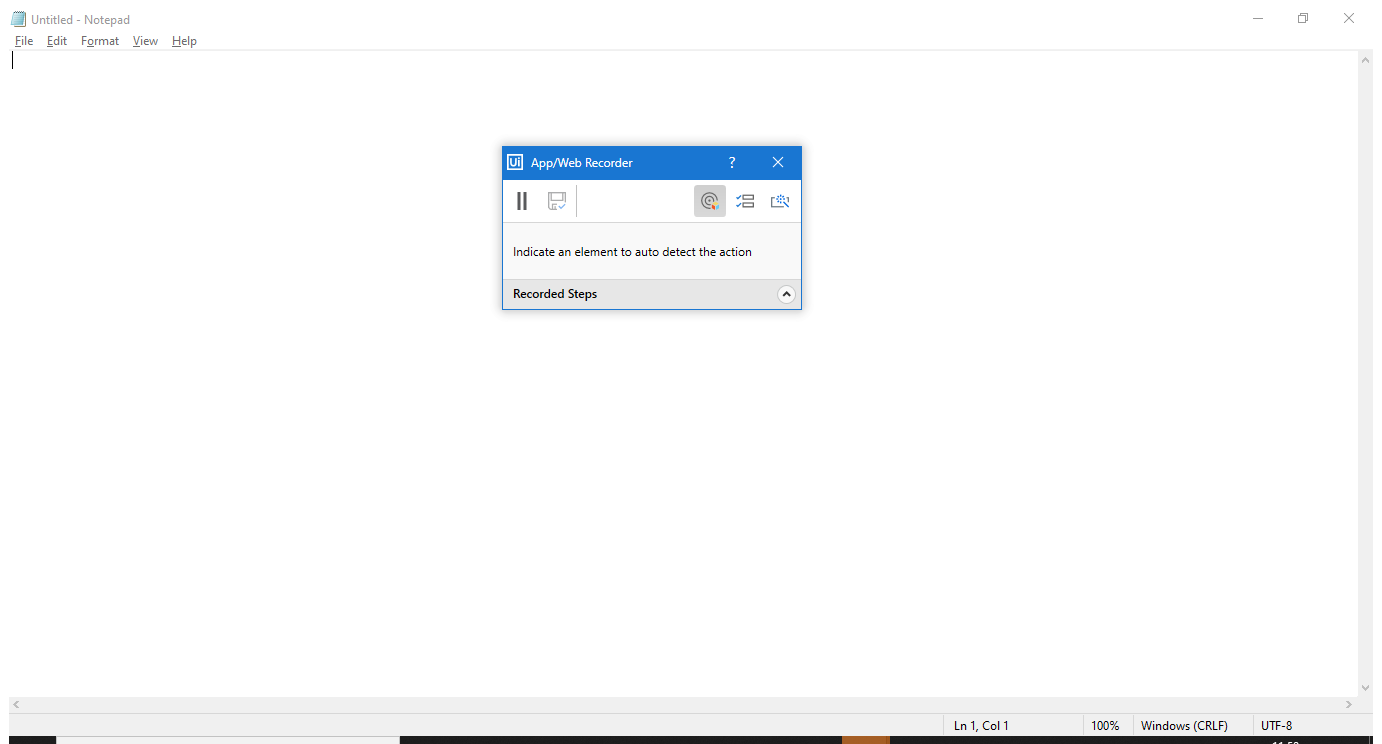 Untitled - Notepad
File Edit Format View Help
Ui App/Web Recorder ?
Indicate an element to auto detect the action
Recorded Steps
Ln 1, Col 1 100% Windows (CRLF) UTF-8